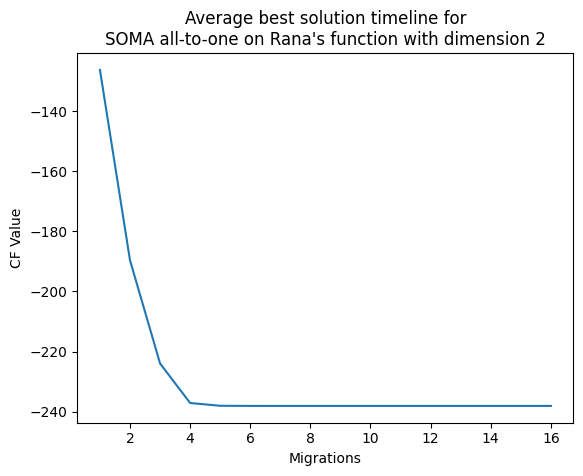 Average best solution timeline for
SOMA all-to-one on Rana's function with dimension 2
CF Value
−140
−160
−180
−200
−220
−240
2 4 6 8 10 12 14 16
Migrations